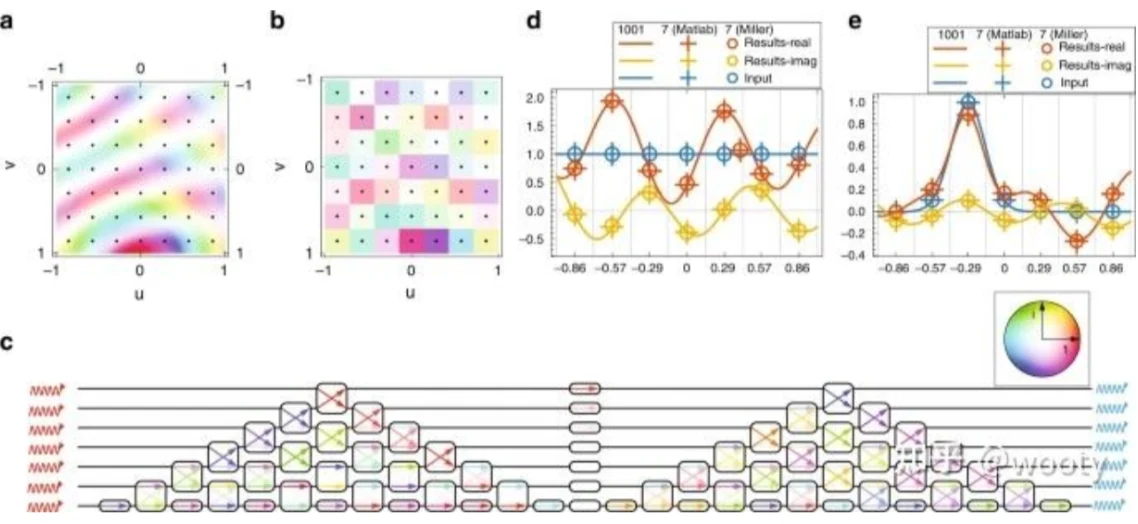 a
−1 0 1
−1 −1
v 0 0
1 1
−1 0 1
u
b
−1
v 0
1
−1 0 1
u
d
1001 7 (Matlab) 7 (Miller)
Results-real
Results-imag
Input
2.0
1.5
1.0
0.5
0.0
−0.5
−0.86 −0.57 −0.29 0 0.29 0.57 0.86
e
1001 7 (Matlab) 7 (Miller)
Results-real
Results-imag
Input
1.0
0.8
0.6
0.4
0.2
0.0
−0.2
−0.4
−0.86 −0.57 −0.29 0 0.29 0.57 0.86
i
1
c
知乎 @wooty